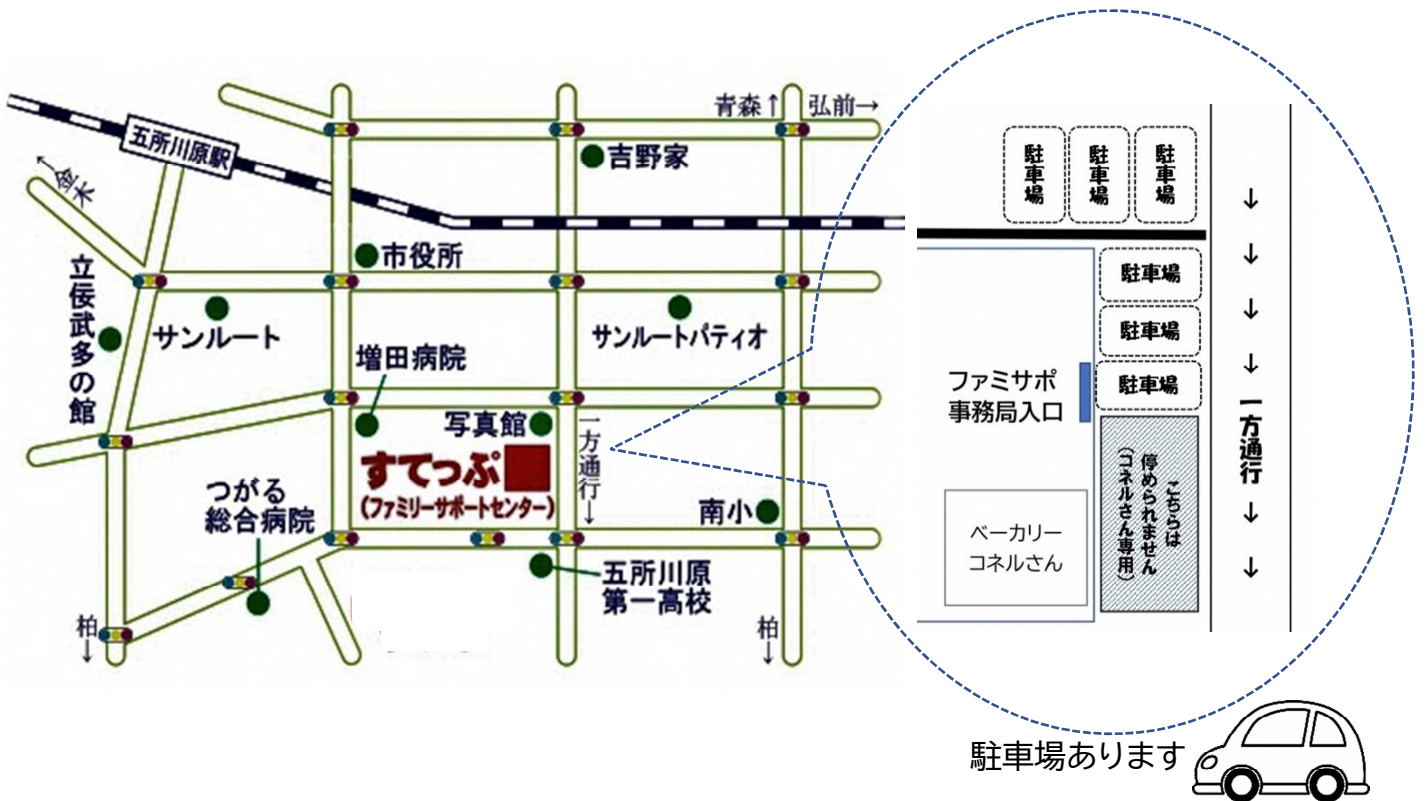 青森↑
弘前→
五所川原駅
吉野家
←金木
市役所
立佞武多の館
サンルート
サンルートパティオ
増田病院
写真館
すてっぷ
(ファミリーサポートセンター)
一方通行→
つがる
総合病院
南小
五所川原
第一高校
柏→
柏→
駐車場
駐車場
駐車場
駐車場
駐車場
駐車場
ファミサポ
事務局入口
ベーカリー
コネルさん
こちらは
停められません
(コネルさん専用)
↓
↓
↓
↓
一方通行
↓
↓
駐車場あります